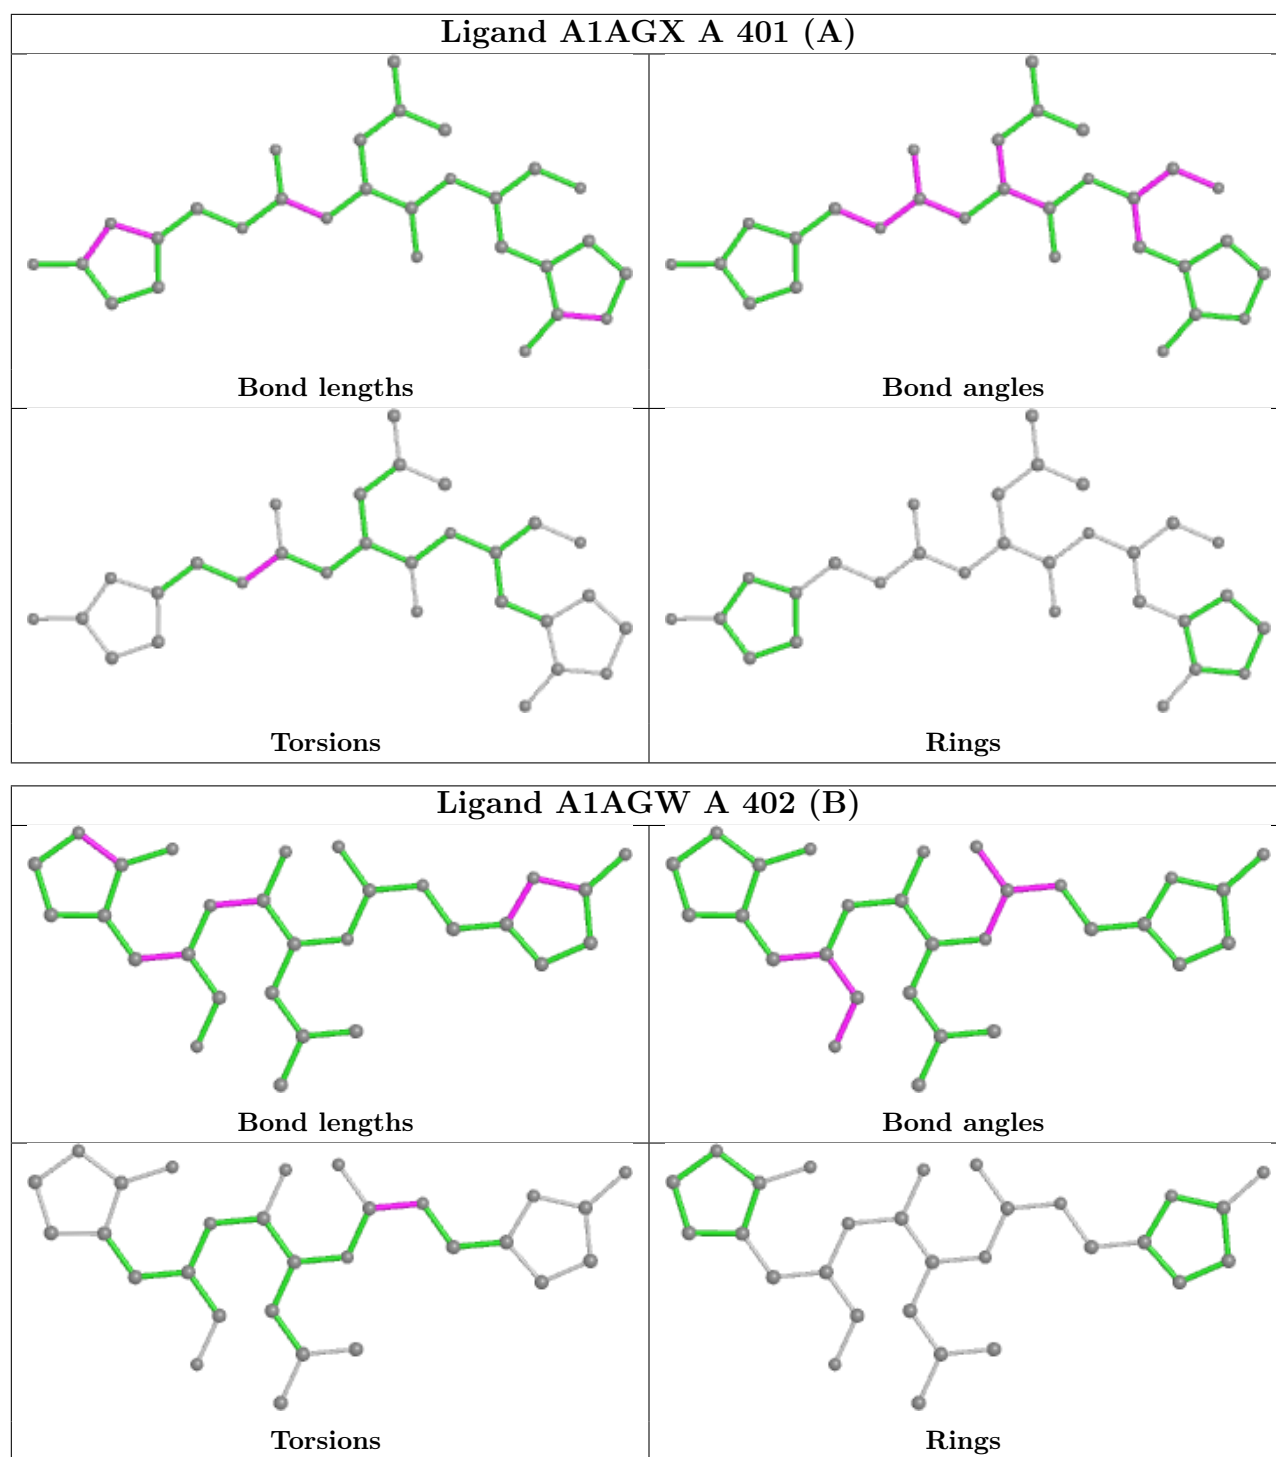 Ligand A1AGX A 401 (A)
Bond lengths
Bond angles
Torsions
Rings
Ligand A1AGW A 402 (B)
Bond lengths
Bond angles
Torsions
Rings